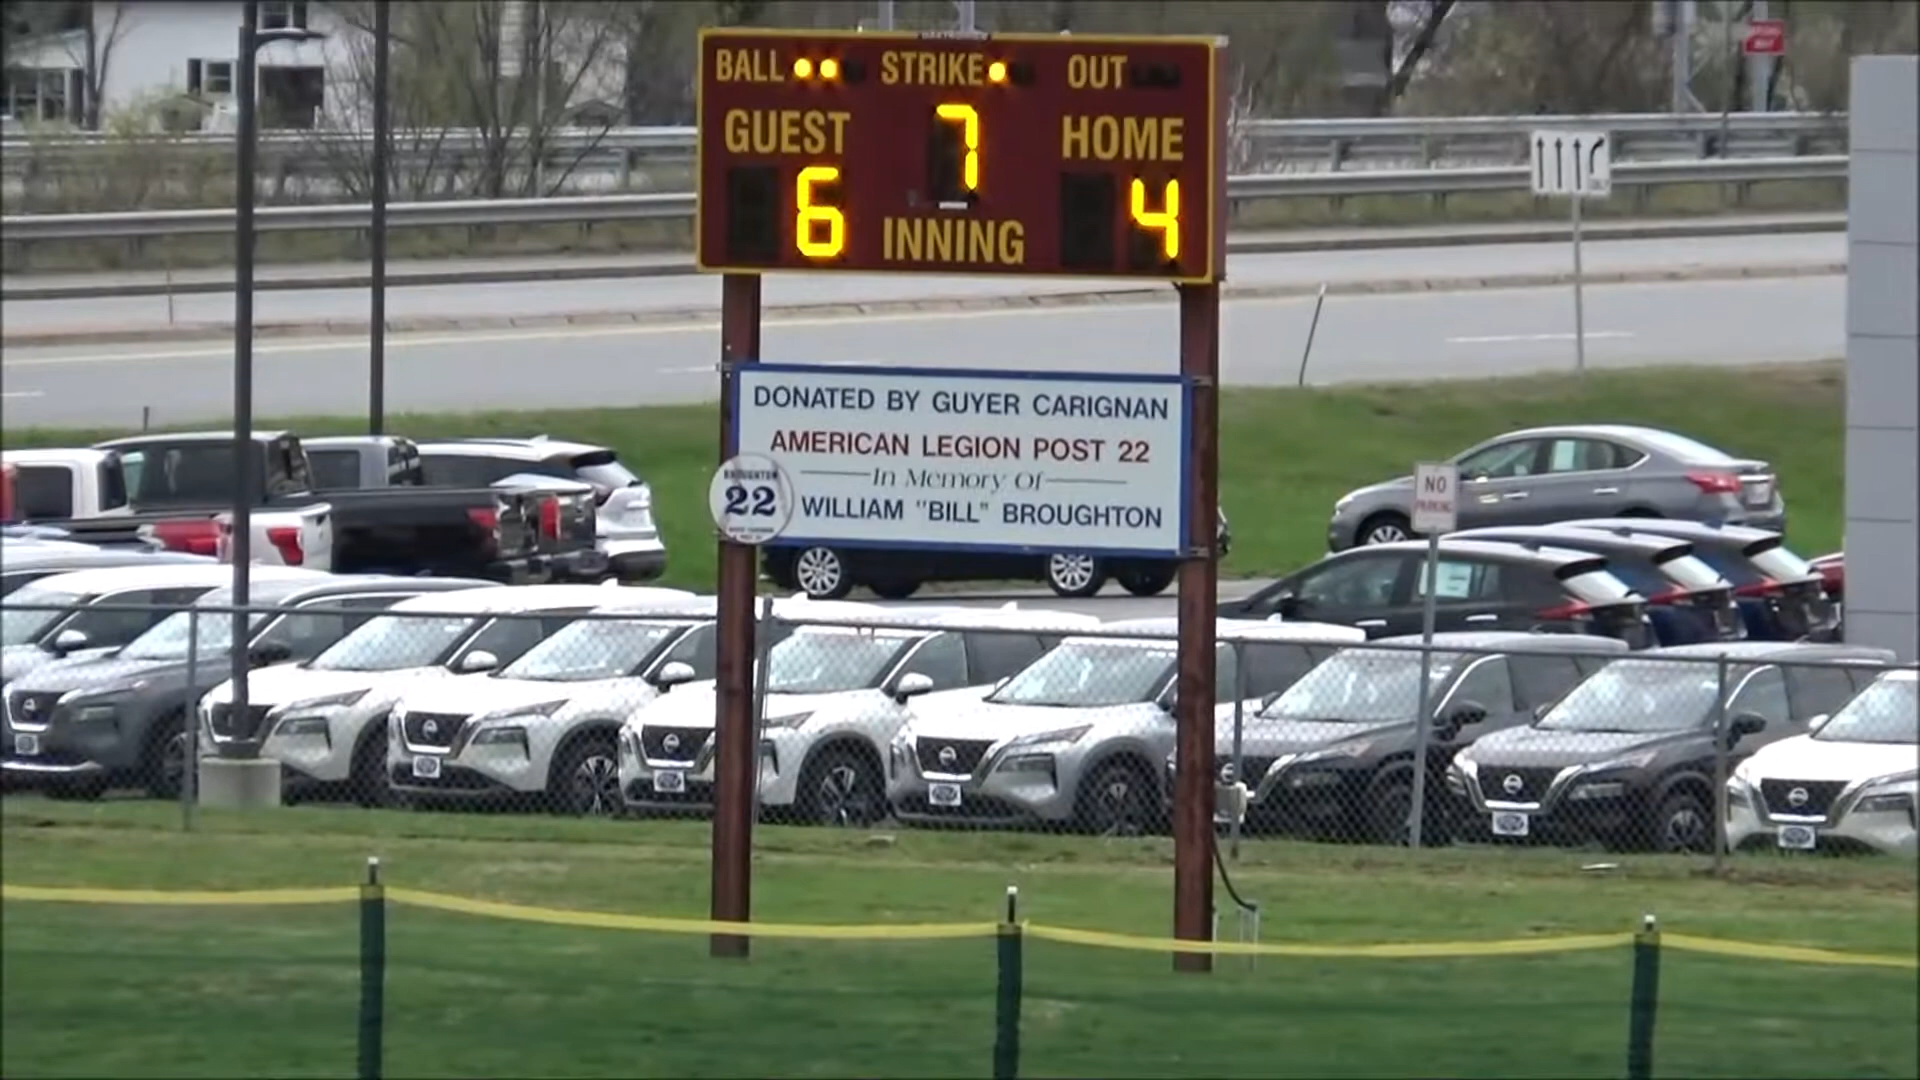 BALL STRIKE OUT
GUEST 7 HOME
6 INNING 4
DONATED BY GUYER CARIGNAN
AMERICAN LEGION POST 22
In Memory Of
WILLIAM "BILL" BROUGHTON
BROUGHTON
22
NO
PARKING
ONLY